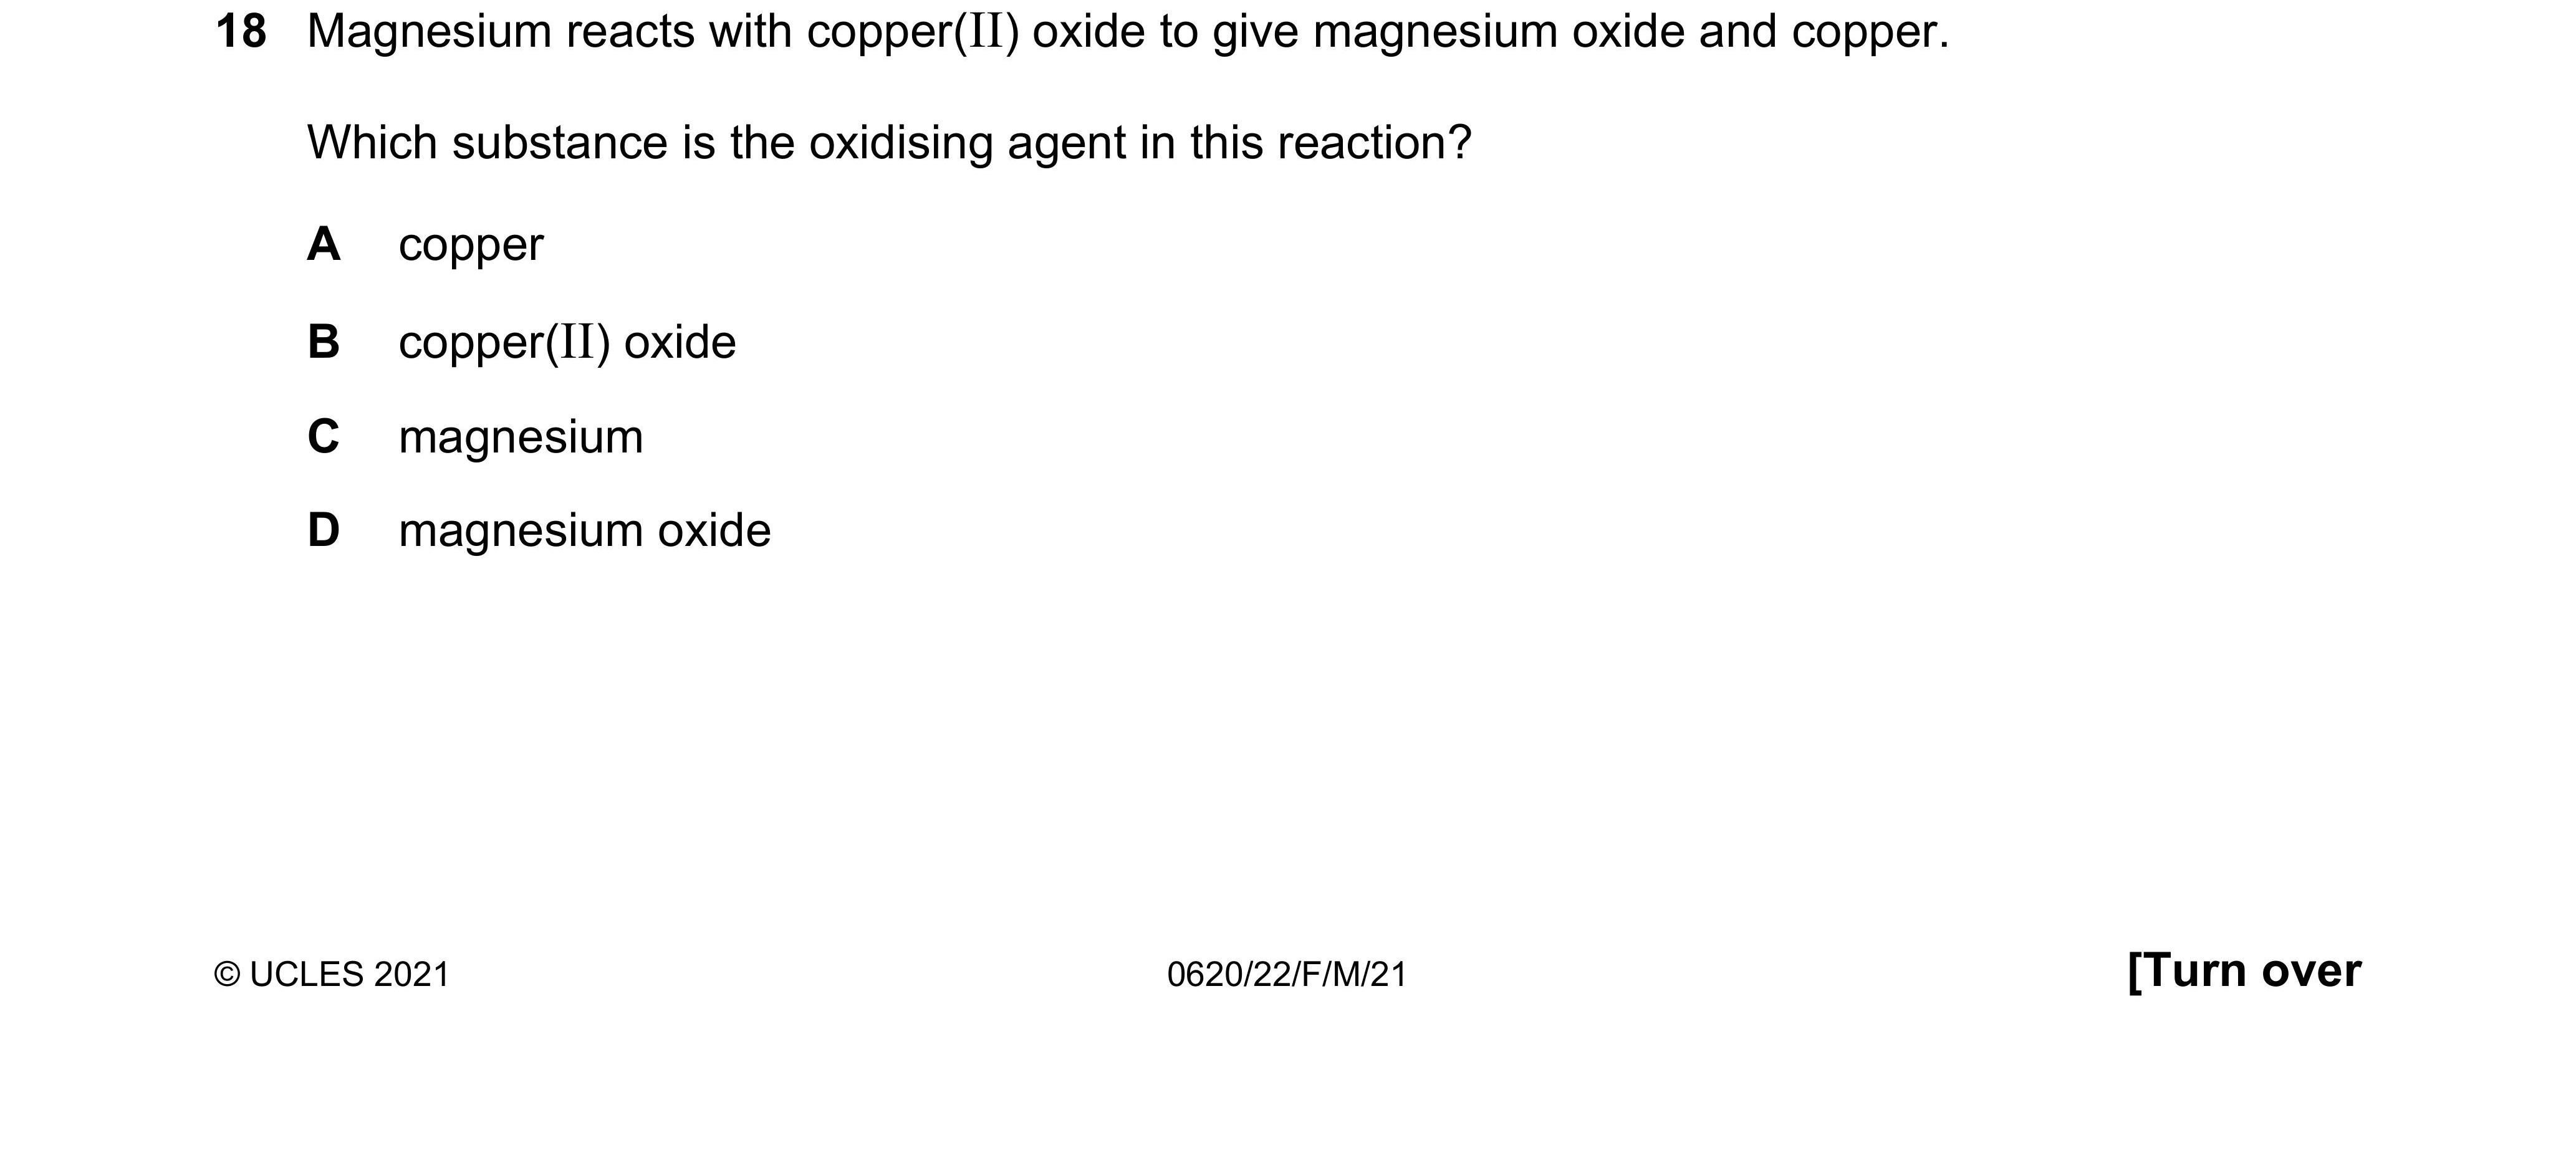 18 Magnesium reacts with copper(II) oxide to give magnesium oxide and copper.
Which substance is the oxidising agent in this reaction?
A copper
B copper(II) oxide
C magnesium
D magnesium oxide
© UCLES 2021 0620/22/F/M/21 [Turn over